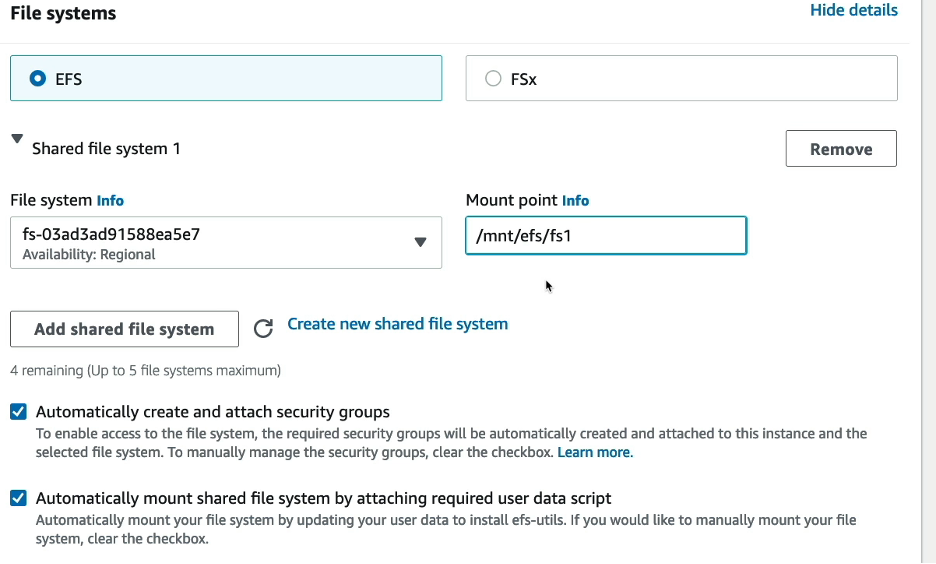 File systems
Hide details
EFS
FSx
Shared file system 1
Remove
File system Info
Mount point Info
fs-03ad3ad91588ea5e7
Availability: Regional
/mnt/efs/fs1
Add shared file system
Create new shared file system
4 remaining (Up to 5 file systems maximum)
Automatically create and attach security groups
To enable access to the file system, the required security groups will be automatically created and attached to this instance and the
selected file system. To manually manage the security groups, clear the checkbox. Learn more.
Automatically mount shared file system by attaching required user data script
Automatically mount your file system by updating your user data to install efs-utils. If you would like to manually mount your file
system, clear the checkbox.